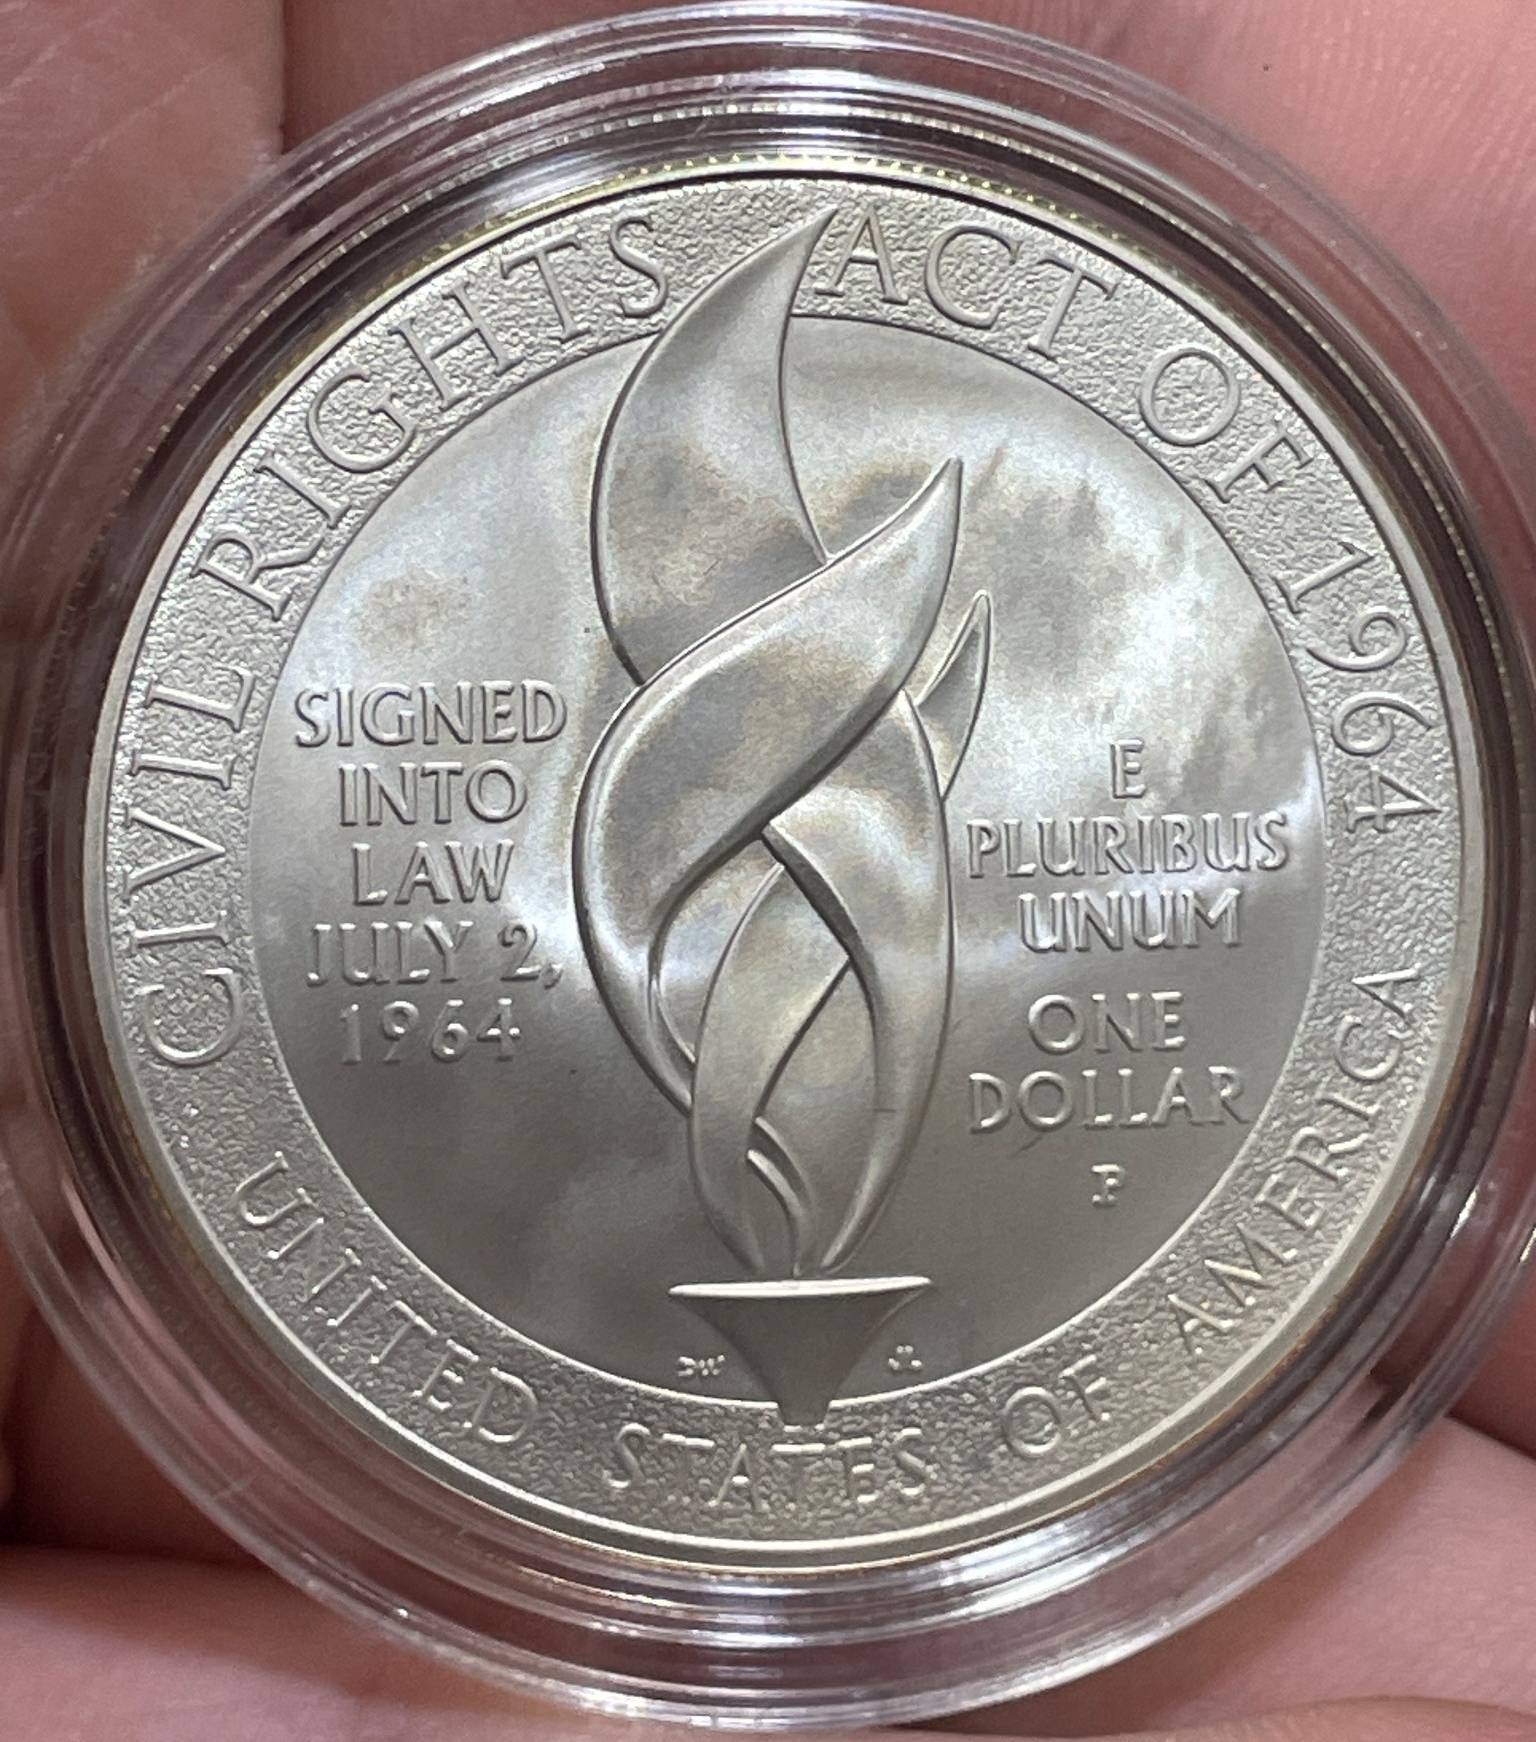 CIVIL RIGHTS ACT OF 1964
SIGNED
INTO
LAW
JULY 2,
1964
E
PLURIBUS
UNUM
ONE
DOLLAR
P
DW
UNITED STATES OF AMERICA